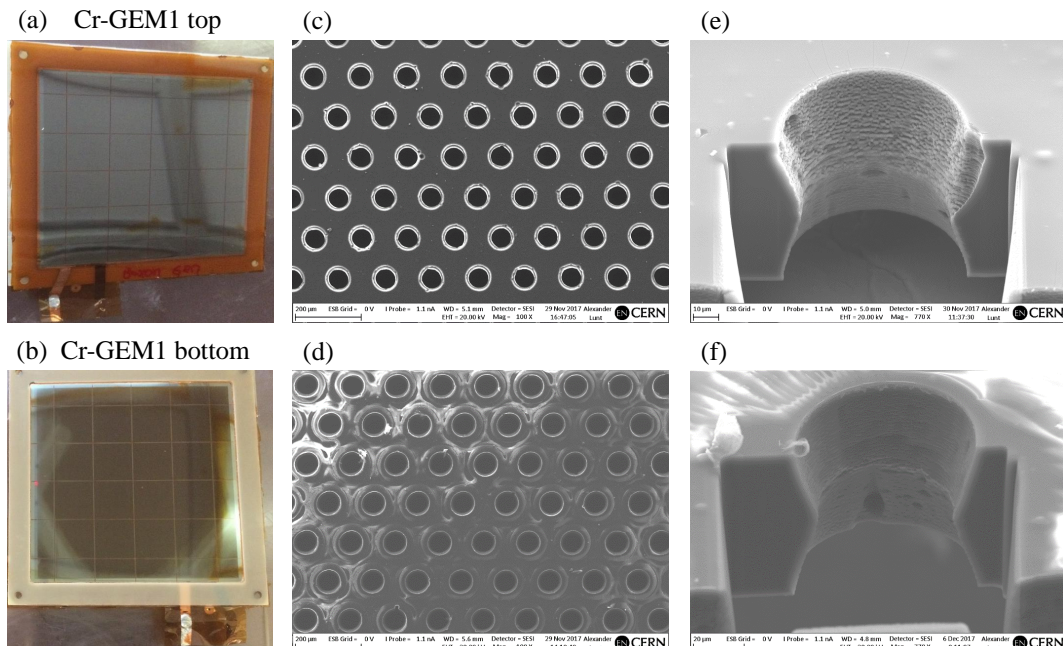 (a) Cr-GEM1 top
(c)
(e)
200 µm ESB Grid = 0 V I Probe = 1.1 nA WD = 5.1 mm Detector = SESI 29 Nov 2017 Alexander
EHT = 20.00 kV Mag = 100 X 16:47:05 Lunt EN CERN
10 µm ESB Grid = 0 V I Probe = 1.1 nA WD = 5.0 mm Detector = SESI 30 Nov 2017 Alexander
EHT = 20.00 kV Mag = 770 X 11:37:30 Lunt EN CERN
(b) Cr-GEM1 bottom
(d)
(f)
200 µm ESB Grid = 0 V I Probe = 1.1 nA WD = 5.6 mm Detector = SESI 29 Nov 2017 Alexander
EN CERN
20 µm ESB Grid = 0 V I Probe = 1.1 nA WD = 4.8 mm Detector = SESI 6 Dec 2017 Alexander
EN CERN